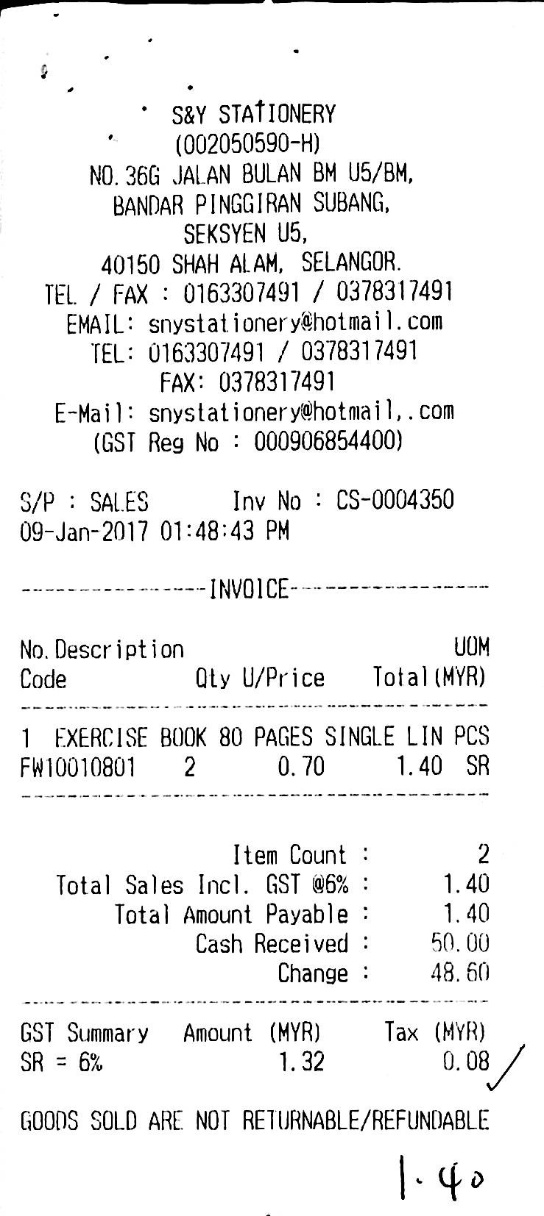 S&Y STATIONERY
(002050590-H)
NO. 36G JALAN BULAN BM U5/BM,
BANDAR PINGGIRAN SUBANG,
SEKSYEN U5,
40150 SHAH ALAM, SELANGOR.
TEL / FAX : 0163307491 / 0378317491
EMAIL: snystationery@hotmail.com
TEL: 0163307491 / 0378317491
FAX: 0378317491
E-Mail: snystationery@hotmail,.com
(GST Reg No : 000906854400)
S/P : SALES Inv No : CS-0004350
09-Jan-2017 01:48:43 PM
-----------------INVOICE------------------
No. Description UOM
Code Qty U/Price Total(MYR)
1 EXERCISE BOOK 80 PAGES SINGLE LIN PCS
FW10010801 2 0.70 1.40 SR
Item Count : 2
Total Sales Incl. GST @6% : 1.40
Total Amount Payable : 1.40
Cash Received : 50.00
Change : 48.60
GST Summary Amount (MYR) Tax (MYR)
SR = 6% 1.32 0.08
GOODS SOLD ARE NOT RETURNABLE/REFUNDABLE
1.40